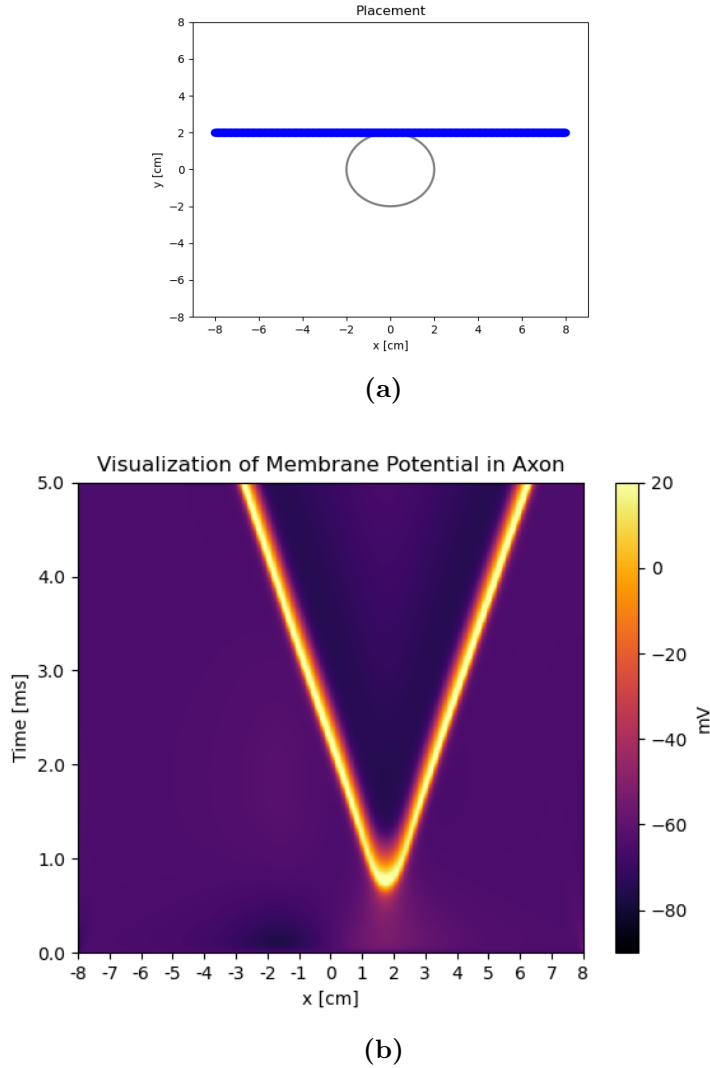 Placement
8
6
4
2
0
−2
−4
−6
−8
y [cm]
−8 −6 −4 −2 0 2 4 6 8
x [cm]
(a)
Visualization of Membrane Potential in Axon
5.0
4.0
3.0
2.0
1.0
0.0
Time [ms]
-8 -7 -6 -5 -4 -3 -2 -1 0 1 2 3 4 5 6 7 8
x [cm]
20
0
−20
−40
−60
−80
mV
(b)